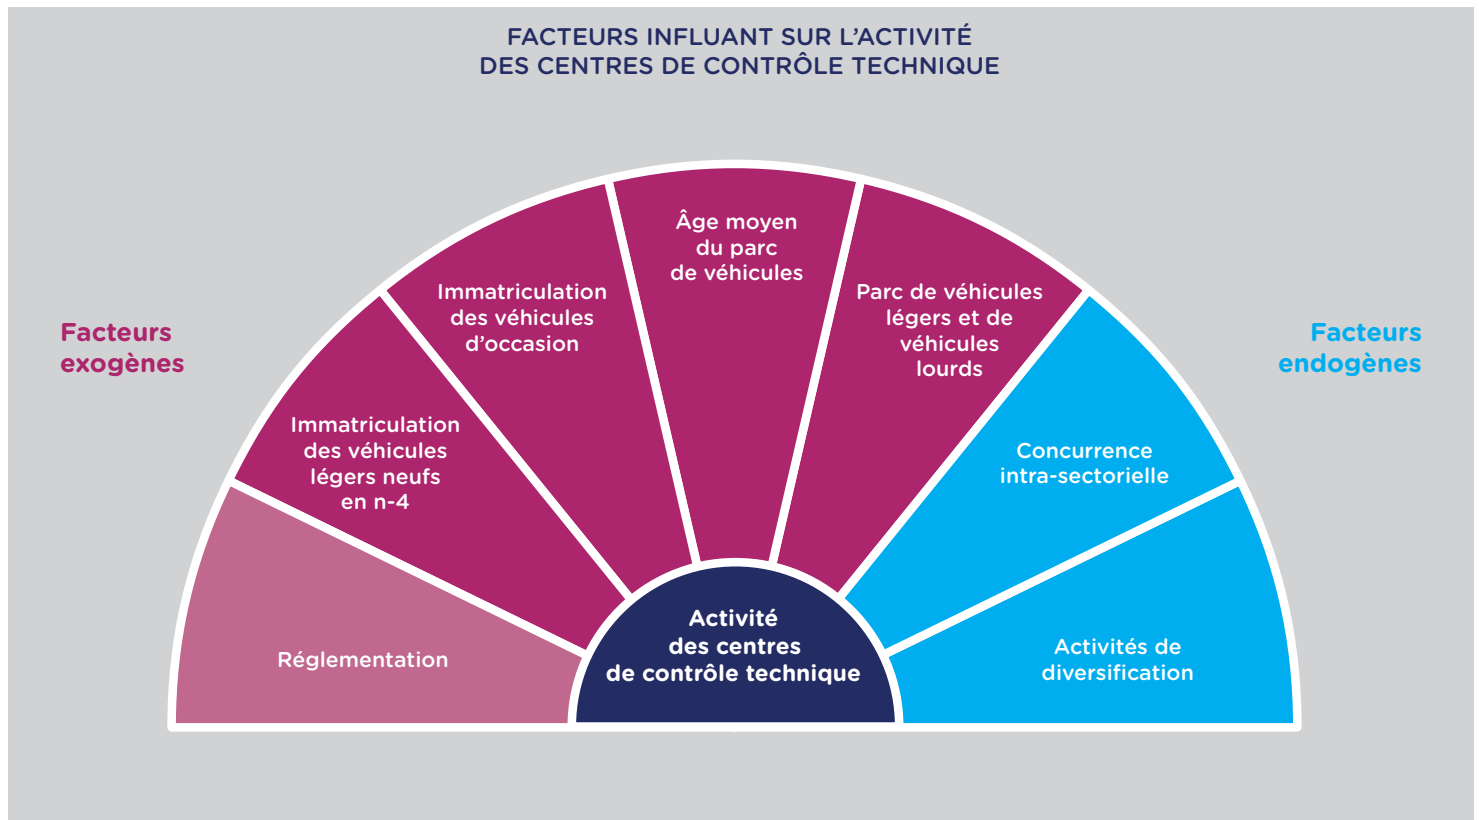 FACTEURS INFLUANT SUR L’ACTIVITÉ
DES CENTRES DE CONTRÔLE TECHNIQUE
Facteurs
exogènes
Réglementation
Immatriculation
des véhicules
légers neufs
en n-4
Immatriculation
des véhicules
d’occasion
Âge moyen
du parc
de véhicules
Parc de véhicules
légers et de
véhicules
lourds
Concurrence
intra-sectorielle
Activités de
diversification
Facteurs
endogènes
Activité
des centres
de contrôle technique